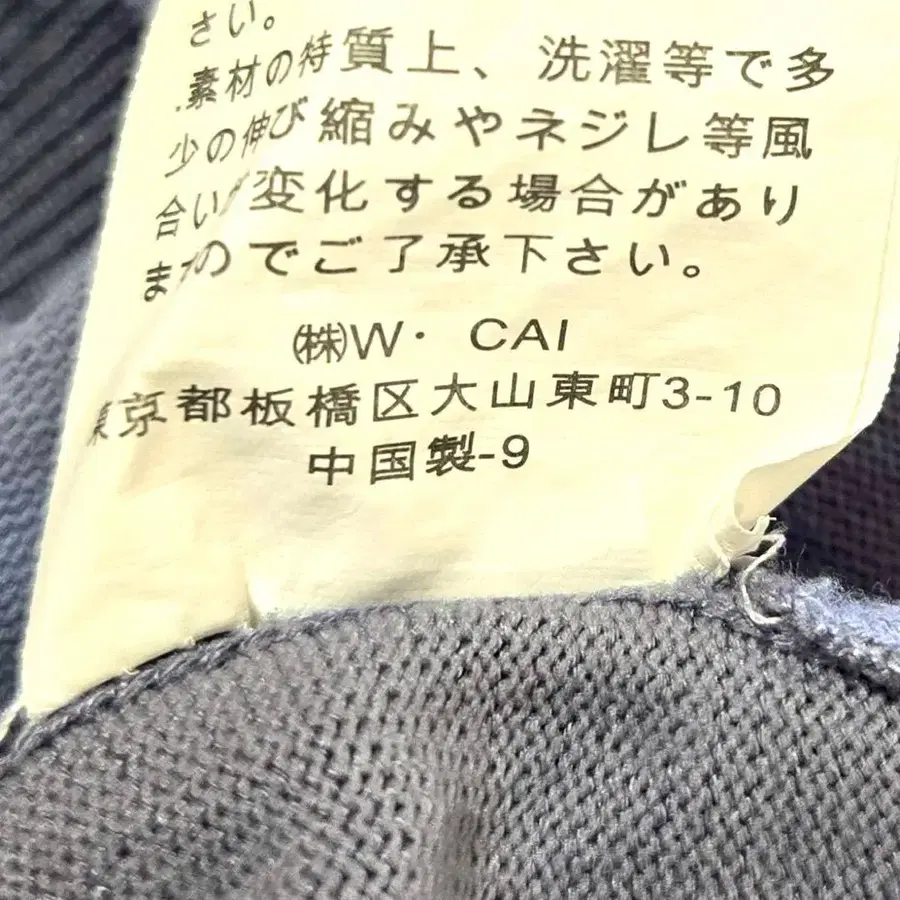 さい。
.素材の特質上、洗濯等で多
少の伸び縮みやネジレ等風
合いが変化する場合があり
ますのでご了承下さい。
㈱W・ CAI
東京都板橋区大山東町3-10
中国製-9